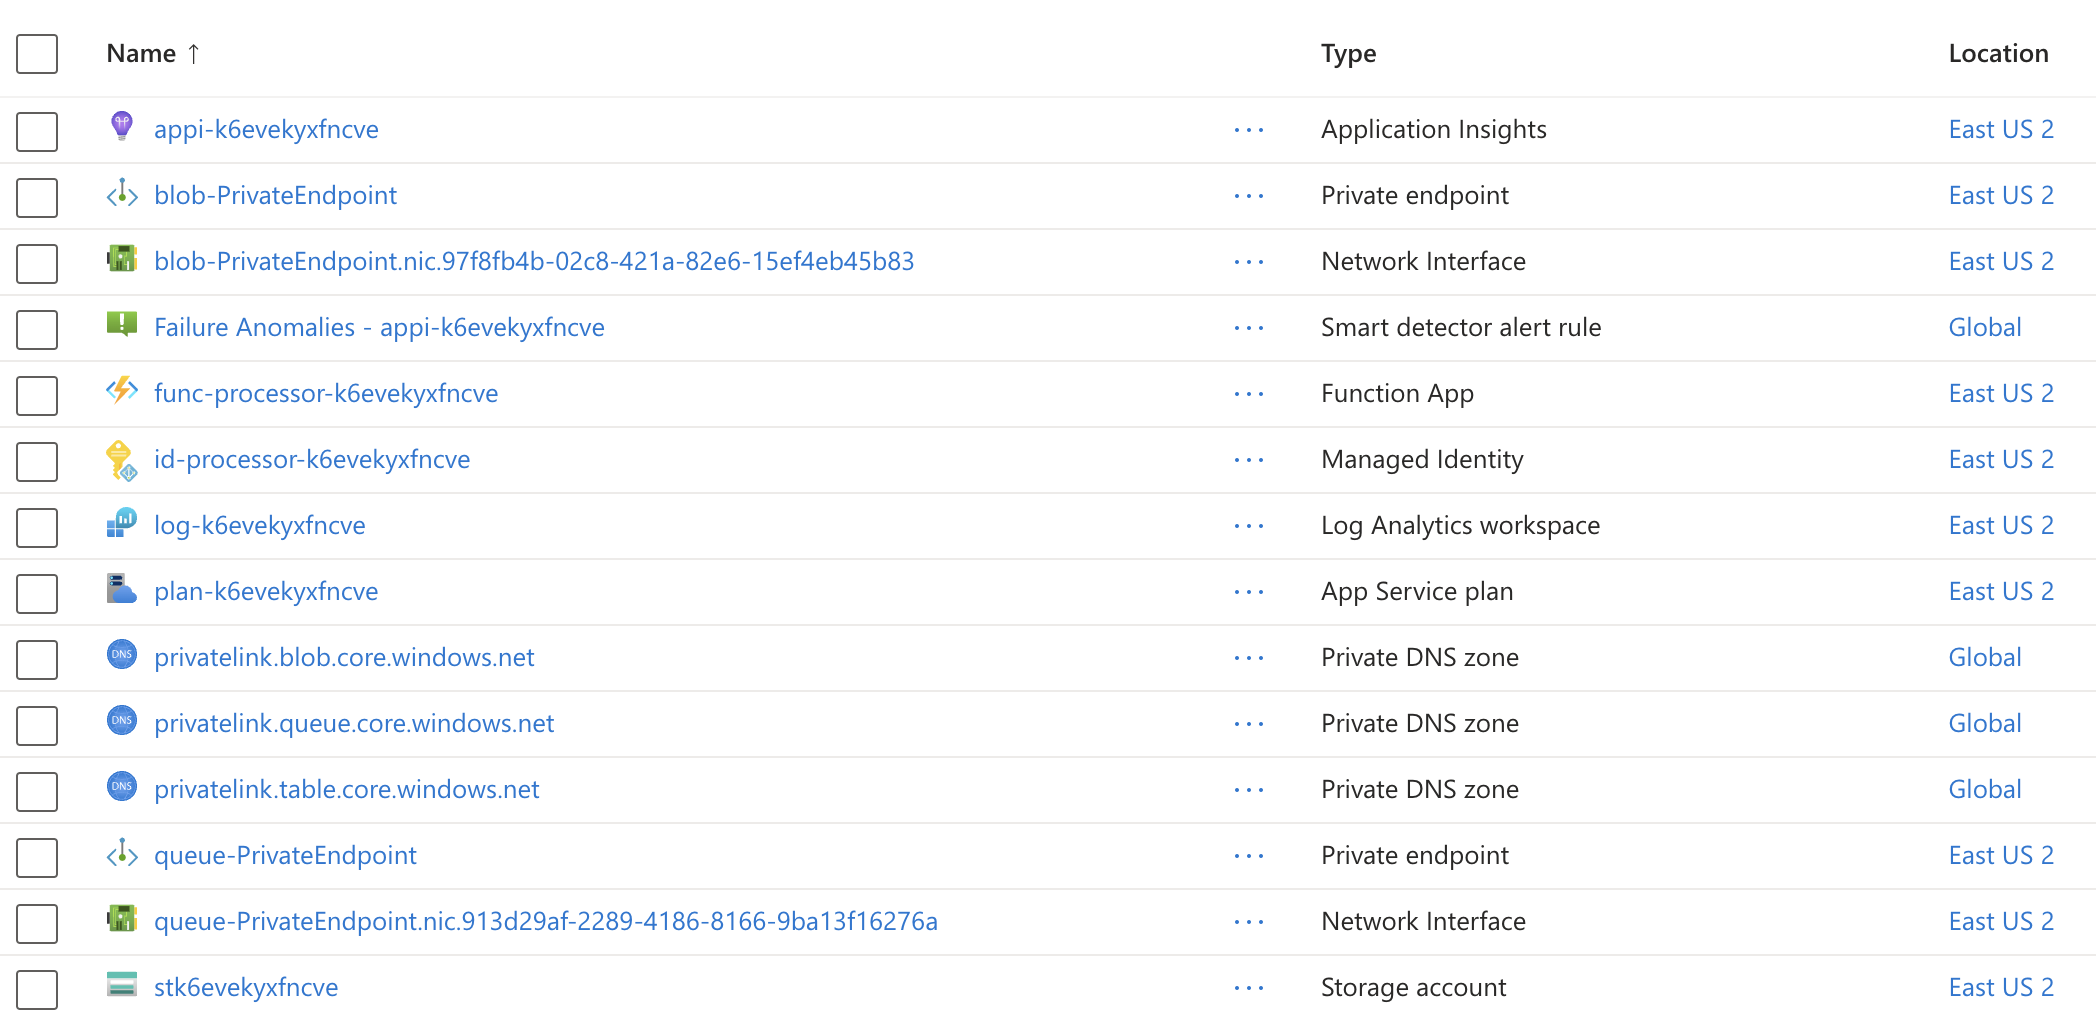 Name ↑ Type Location
appi-k6evekyxfncve ··· Application Insights East US 2
blob-PrivateEndpoint ··· Private endpoint East US 2
blob-PrivateEndpoint.nic.97f8fb4b-02c8-421a-82e6-15ef4eb45b83 ··· Network Interface East US 2
Failure Anomalies - appi-k6evekyxfncve ··· Smart detector alert rule Global
func-processor-k6evekyxfncve ··· Function App East US 2
id-processor-k6evekyxfncve ··· Managed Identity East US 2
log-k6evekyxfncve ··· Log Analytics workspace East US 2
plan-k6evekyxfncve ··· App Service plan East US 2
DNS privatelink.blob.core.windows.net ··· Private DNS zone Global
DNS privatelink.queue.core.windows.net ··· Private DNS zone Global
DNS privatelink.table.core.windows.net ··· Private DNS zone Global
queue-PrivateEndpoint ··· Private endpoint East US 2
queue-PrivateEndpoint.nic.913d29af-2289-4186-8166-9ba13f16276a ··· Network Interface East US 2
stk6evekyxfncve ··· Storage account East US 2